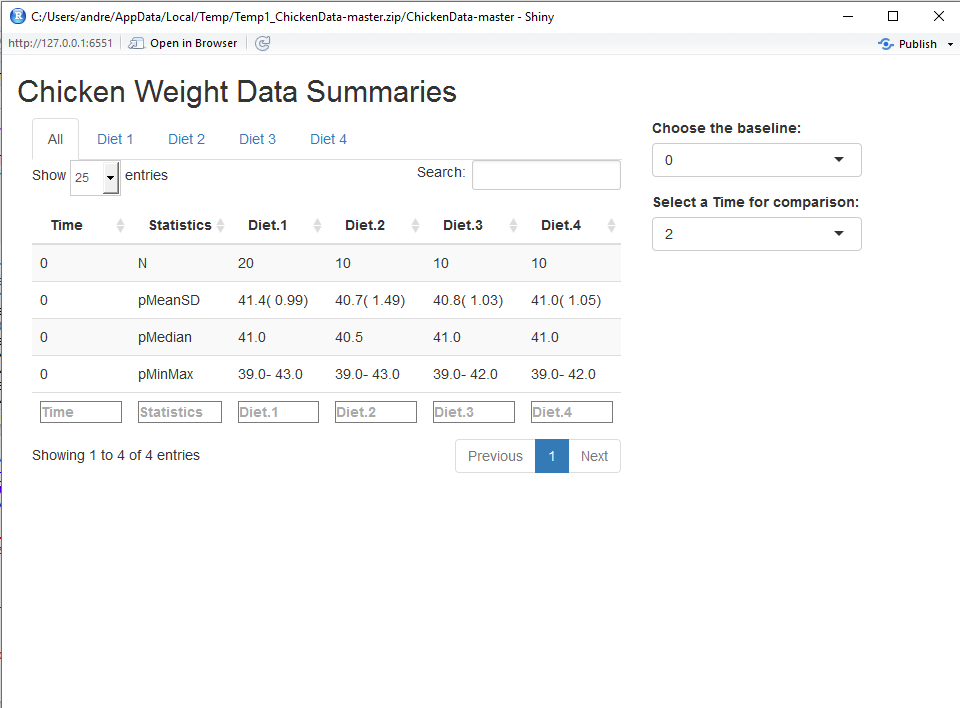 C:/Users/andre/AppData/Local/Temp/Temp1_ChickenData-master.zip/ChickenData-master - Shiny
http://127.0.0.1:6551 Open in Browser Publish
Chicken Weight Data Summaries
All Diet 1 Diet 2 Diet 3 Diet 4
Show 25 entries Search:
Time Statistics Diet.1 Diet.2 Diet.3 Diet.4
0 N 20 10 10 10
0 pMeanSD 41.4( 0.99) 40.7( 1.49) 40.8( 1.03) 41.0( 1.05)
0 pMedian 41.0 40.5 41.0 41.0
0 pMinMax 39.0- 43.0 39.0- 43.0 39.0- 42.0 39.0- 42.0
Time Statistics Diet.1 Diet.2 Diet.3 Diet.4
Showing 1 to 4 of 4 entries Previous 1 Next
Choose the baseline:
0
Select a Time for comparison:
2